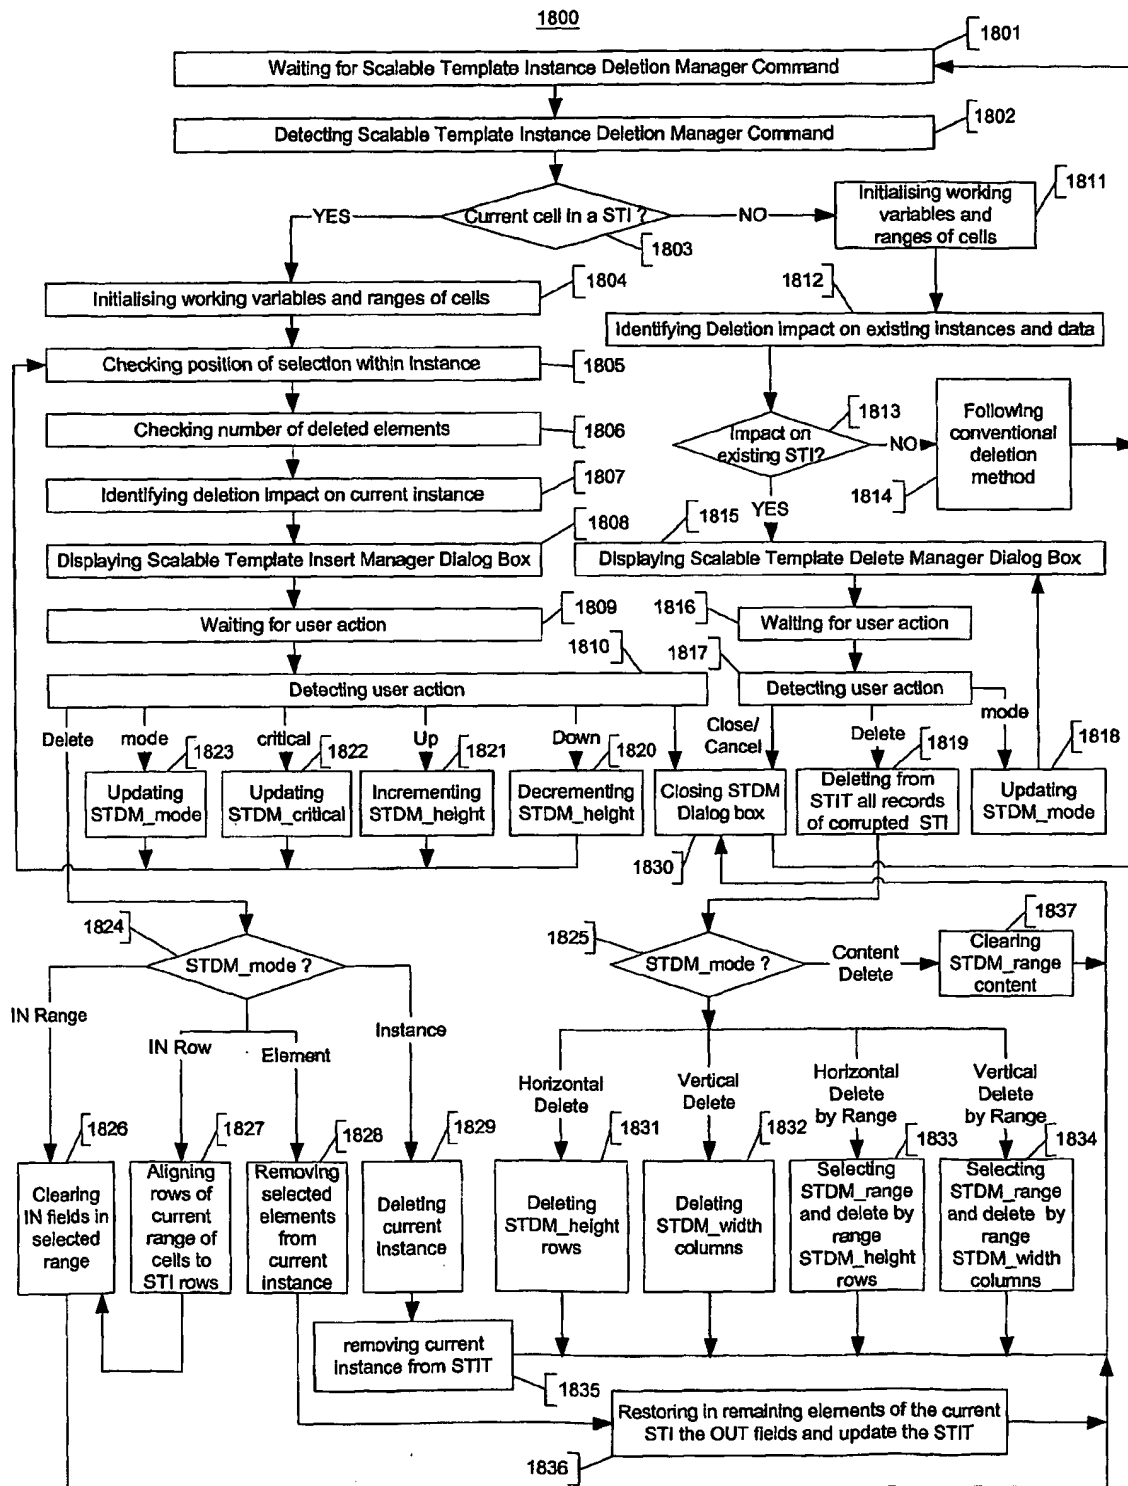 1800
1801
Waiting for Scalable Template Instance Deletion Manager Command
1802
Detecting Scalable Template Instance Deletion Manager Command
YES
Current cell in a STI ?
NO
1803
Initialising working
variables and
ranges of cells
1811
1804
Initialising working variables and ranges of cells
1812
Identifying Deletion impact on existing instances and data
Checking position of selection within Instance
1805
Checking number of deleted elements
1806
Impact on
existing STI?
1813
NO
Following
conventional
deletion
method
1814
YES
Identifying deletion impact on current instance
1807
1808
Displaying Scalable Template Insert Manager Dialog Box
1815
Displaying Scalable Template Delete Manager Dialog Box
Waiting for user action
1809
1816
Waiting for user action
1810
Detecting user action
1817
Detecting user action
Delete
mode
critical
Up
Down
Close/
Cancel
Delete
mode
1823
Updating
STDM_mode
1822
Updating
STDM_critical
1821
Incrementing
STDM_height
1820
Decrementing
STDM_height
Closing STDM
Dialog box
1830
1819
Deleting from
STIT all records
of corrupted STI
1818
Updating
STDM_mode
1824
STDM_mode ?
1825
STDM_mode ?
Content
Delete
1837
Clearing
STDM_range
content
IN Range
IN Row
Element
Instance
Horizontal
Delete
Vertical
Delete
Horizontal
Delete
by Range
Vertical
Delete
by Range
1826
Clearing
IN fields in
selected
range
1827
Aligning
rows of
current
range of
cells to
STI rows
1828
Removing
selected
elements
from
current
instance
1829
Deleting
current
Instance
1831
Deleting
STDM_height
rows
1832
Deleting
STDM_width
columns
1833
Selecting
STDM_range
and delete by
range
STDM_height
rows
1834
Selecting
STDM_range
and delete by
range
STDM_width
columns
removing current
Instance from STIT
1835
Restoring in remaining elements of the current
STI the OUT fields and update the STIT
1836